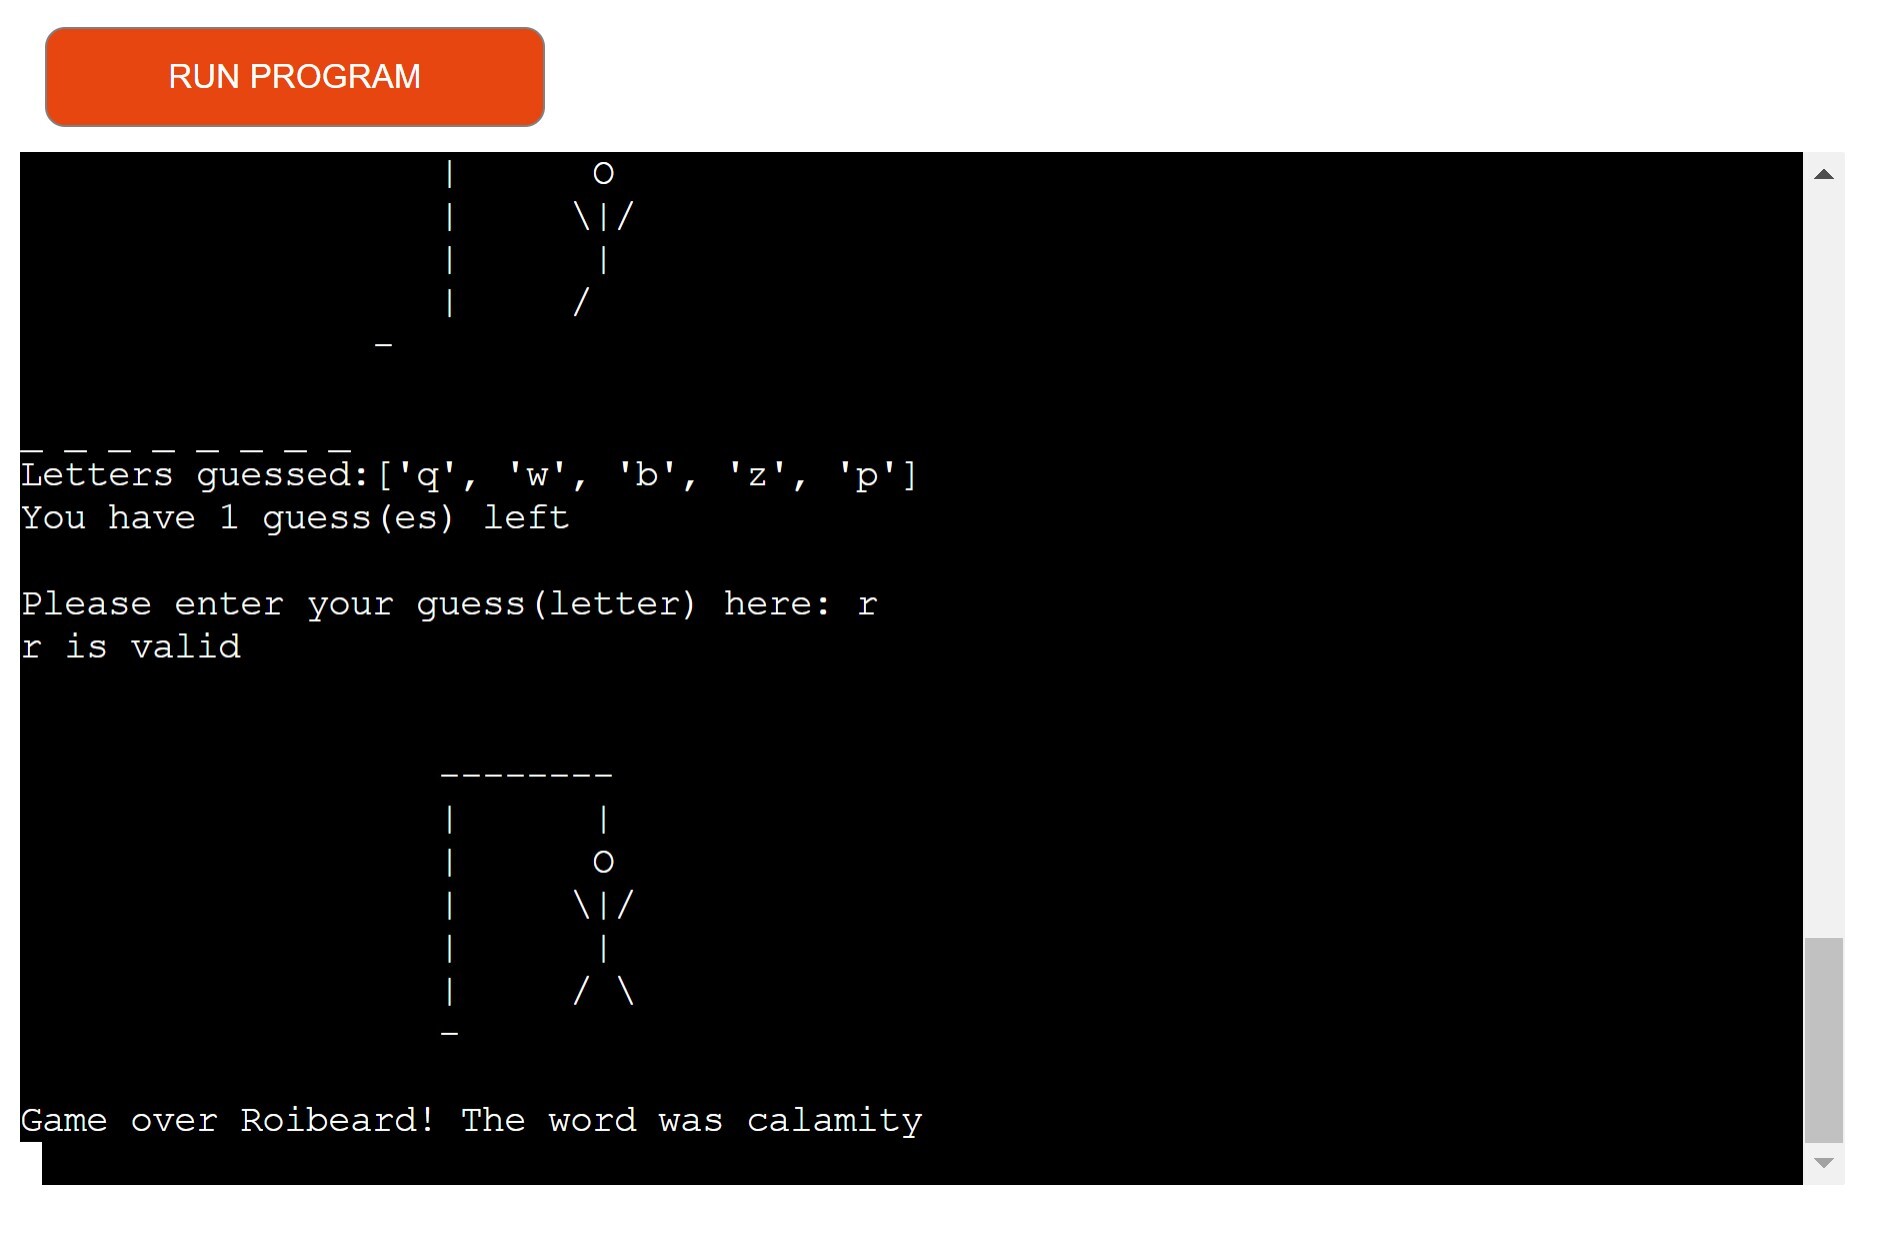 RUN PROGRAM
|      O
|     \|/
|      |
|     /
-
_ _ _ _ _ _ _ _
Letters guessed:['q', 'w', 'b', 'z', 'p']
You have 1 guess(es) left
Please enter your guess(letter) here: r
r is valid
--------
|      |
|      O
|     \|/
|      |
|     / \
-
Game over Roibeard! The word was calamity